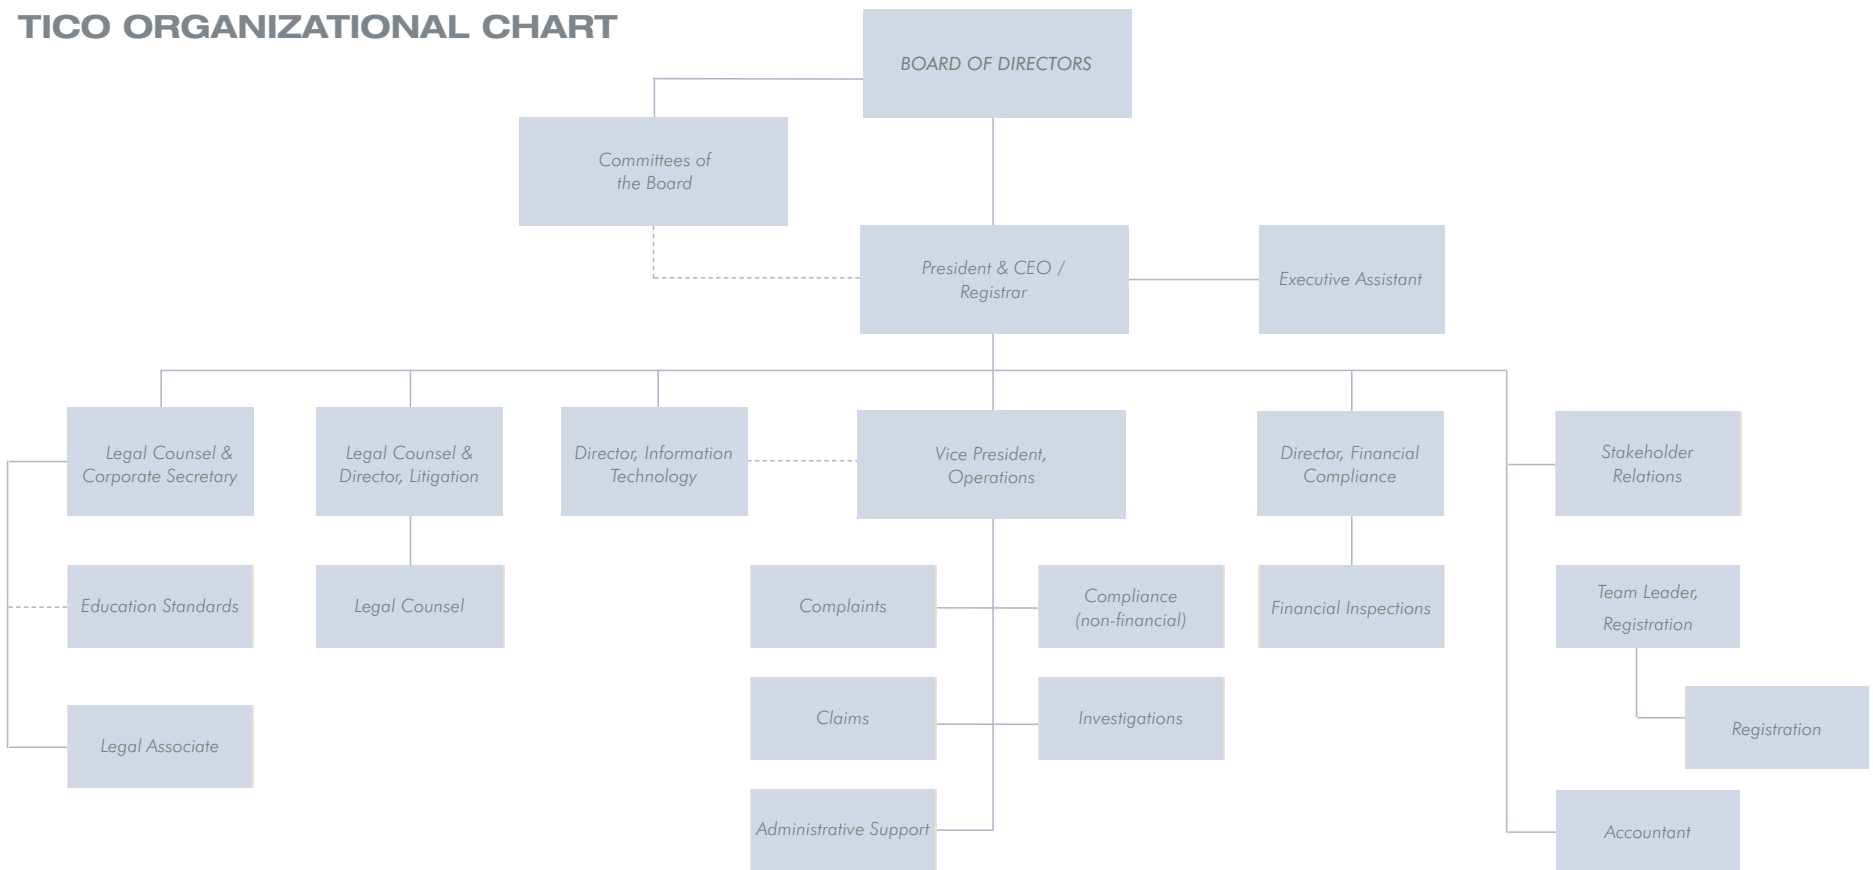 TICO ORGANIZATIONAL CHART
BOARD OF DIRECTORS
Committees of
the Board
President & CEO /
Registrar
Executive Assistant
Legal Counsel &
Corporate Secretary
Legal Counsel &
Director, Litigation
Director, Information
Technology
Vice President,
Operations
Director, Financial
Compliance
Stakeholder
Relations
Education Standards
Legal Counsel
Complaints
Compliance
(non-financial)
Financial Inspections
Team Leader,
Registration
Legal Associate
Claims
Investigations
Registration
Administrative Support
Accountant